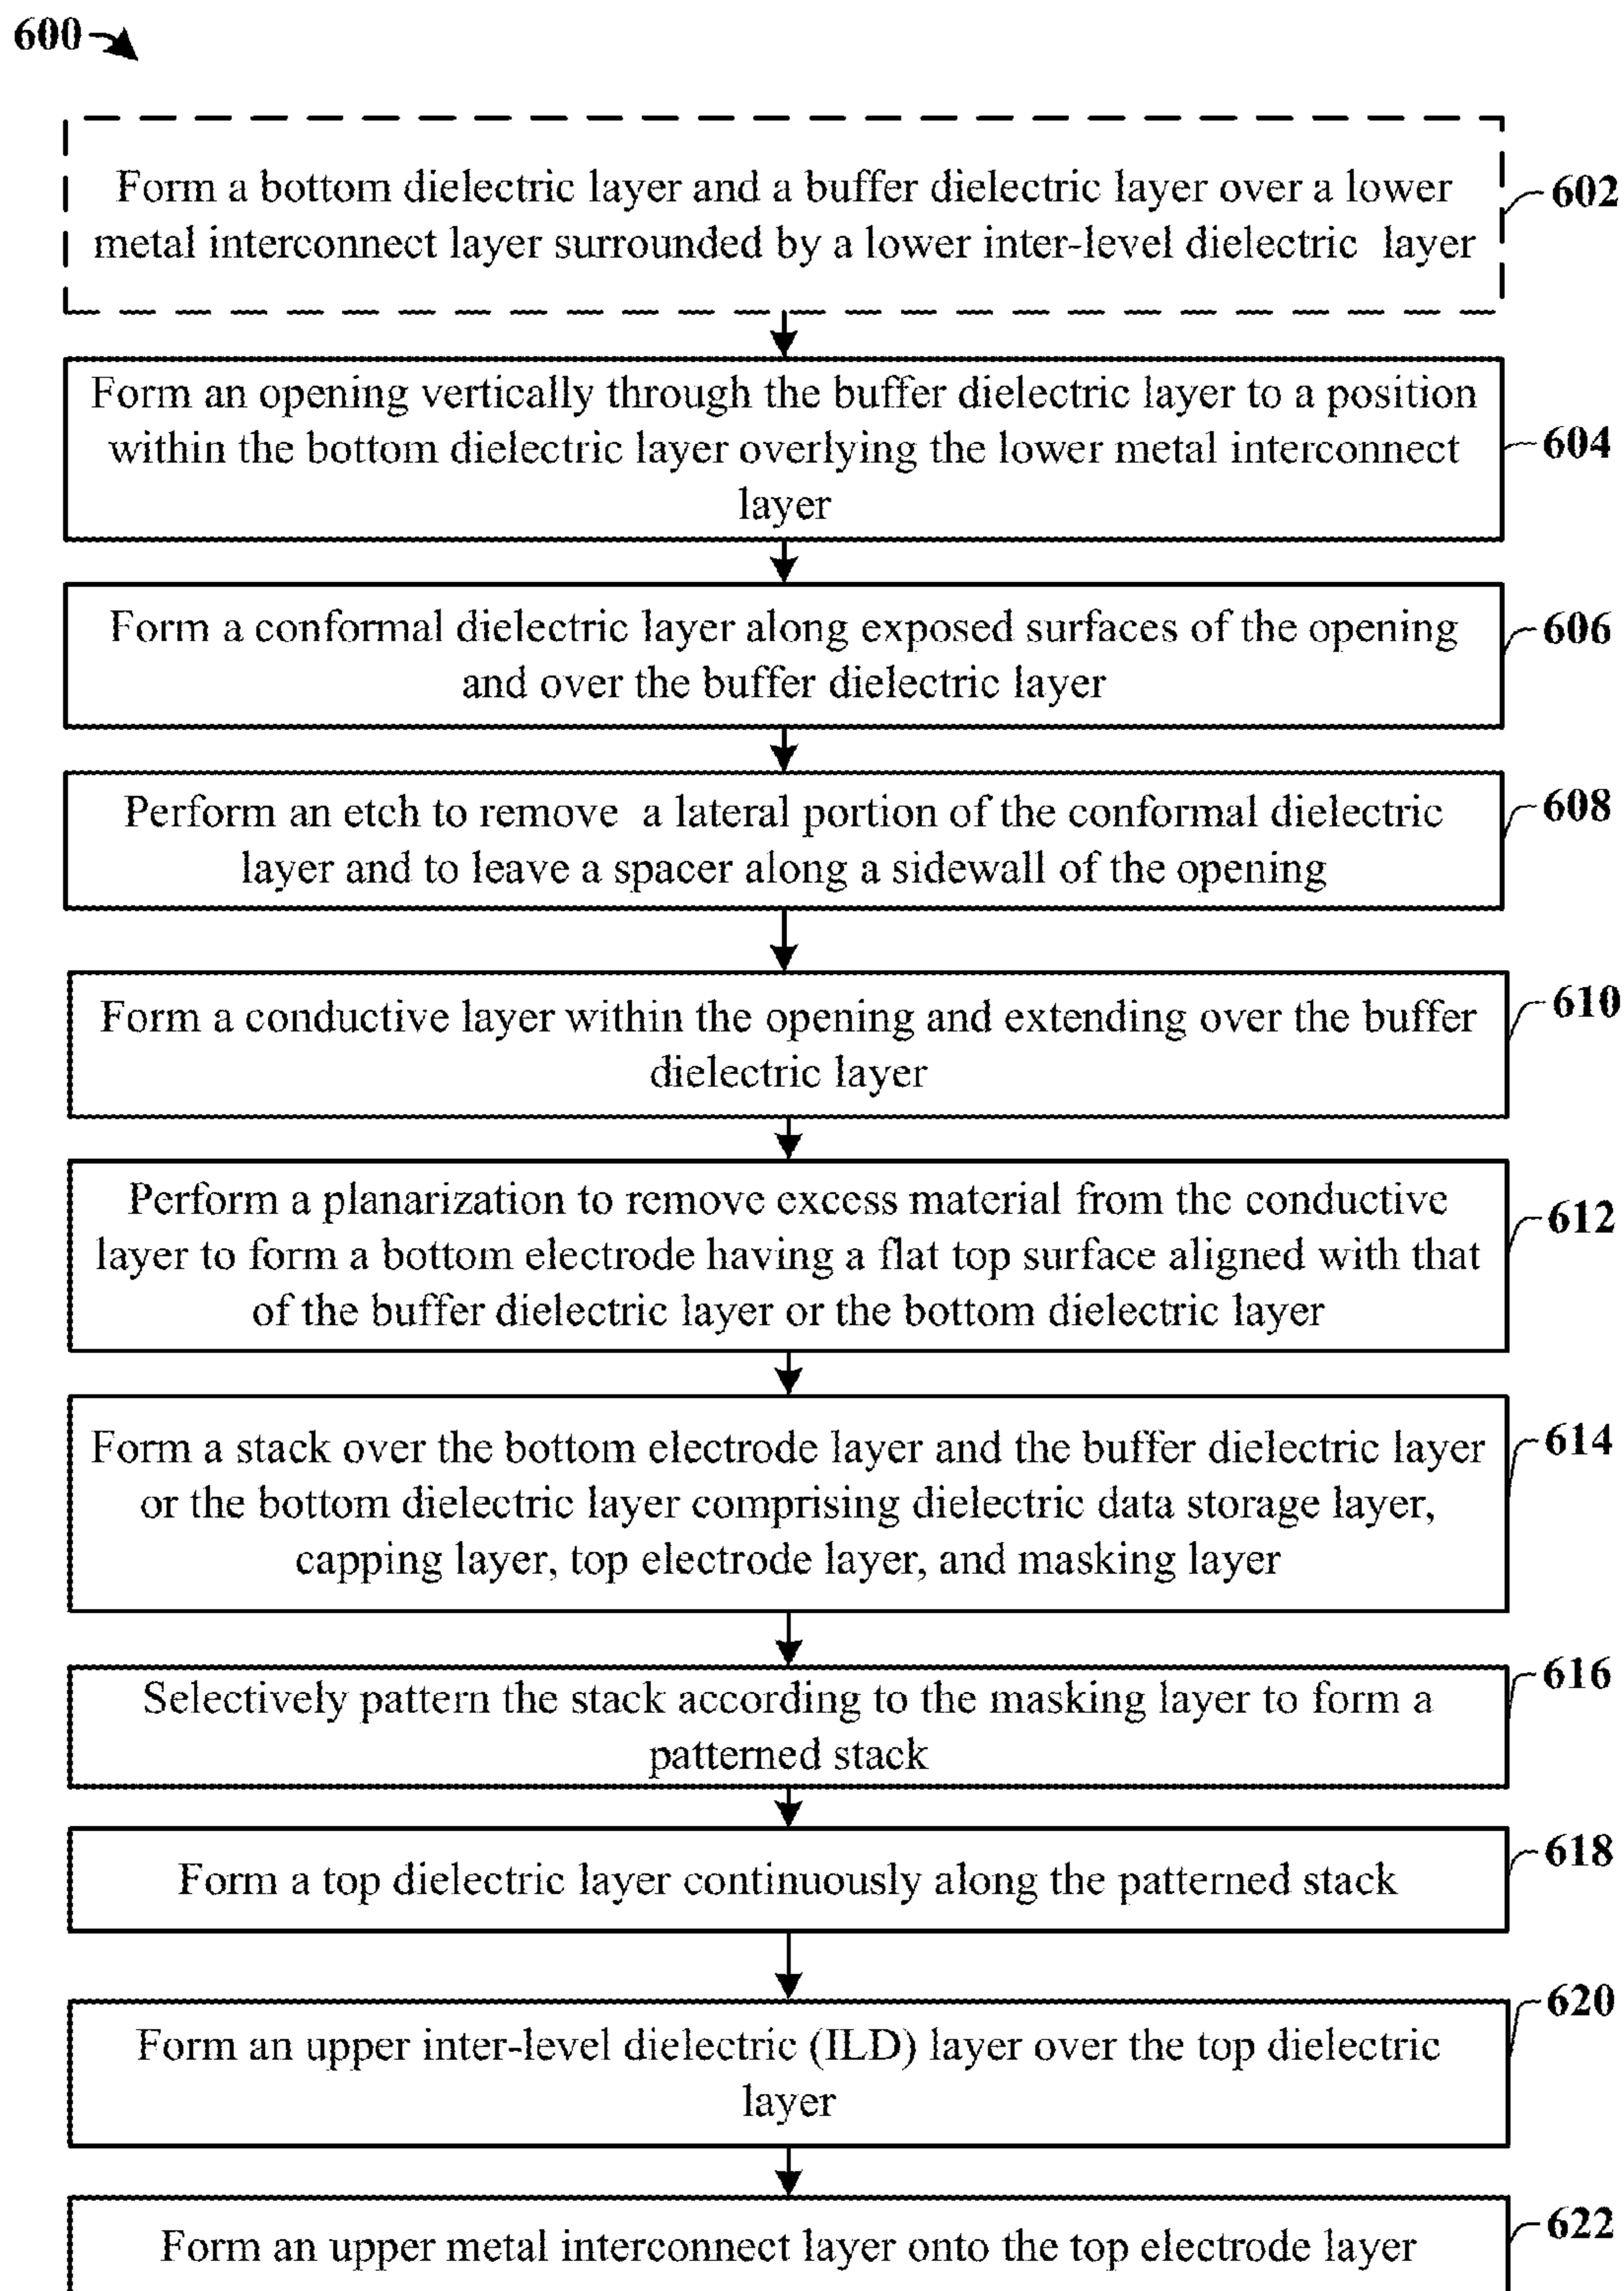 600
Form a bottom dielectric layer and a buffer dielectric layer over a lower
metal interconnect layer surrounded by a lower inter-level dielectric layer
602
Form an opening vertically through the buffer dielectric layer to a position
within the bottom dielectric layer overlying the lower metal interconnect
layer
604
Form a conformal dielectric layer along exposed surfaces of the opening
and over the buffer dielectric layer
606
Perform an etch to remove a lateral portion of the conformal dielectric
layer and to leave a spacer along a sidewall of the opening
608
Form a conductive layer within the opening and extending over the buffer
dielectric layer
610
Perform a planarization to remove excess material from the conductive
layer to form a bottom electrode having a flat top surface aligned with that
of the buffer dielectric layer or the bottom dielectric layer
612
Form a stack over the bottom electrode layer and the buffer dielectric layer
or the bottom dielectric layer comprising dielectric data storage layer,
capping layer, top electrode layer, and masking layer
614
Selectively pattern the stack according to the masking layer to form a
patterned stack
616
Form a top dielectric layer continuously along the patterned stack
618
Form an upper inter-level dielectric (ILD) layer over the top dielectric
layer
620
Form an upper metal interconnect layer onto the top electrode layer
622